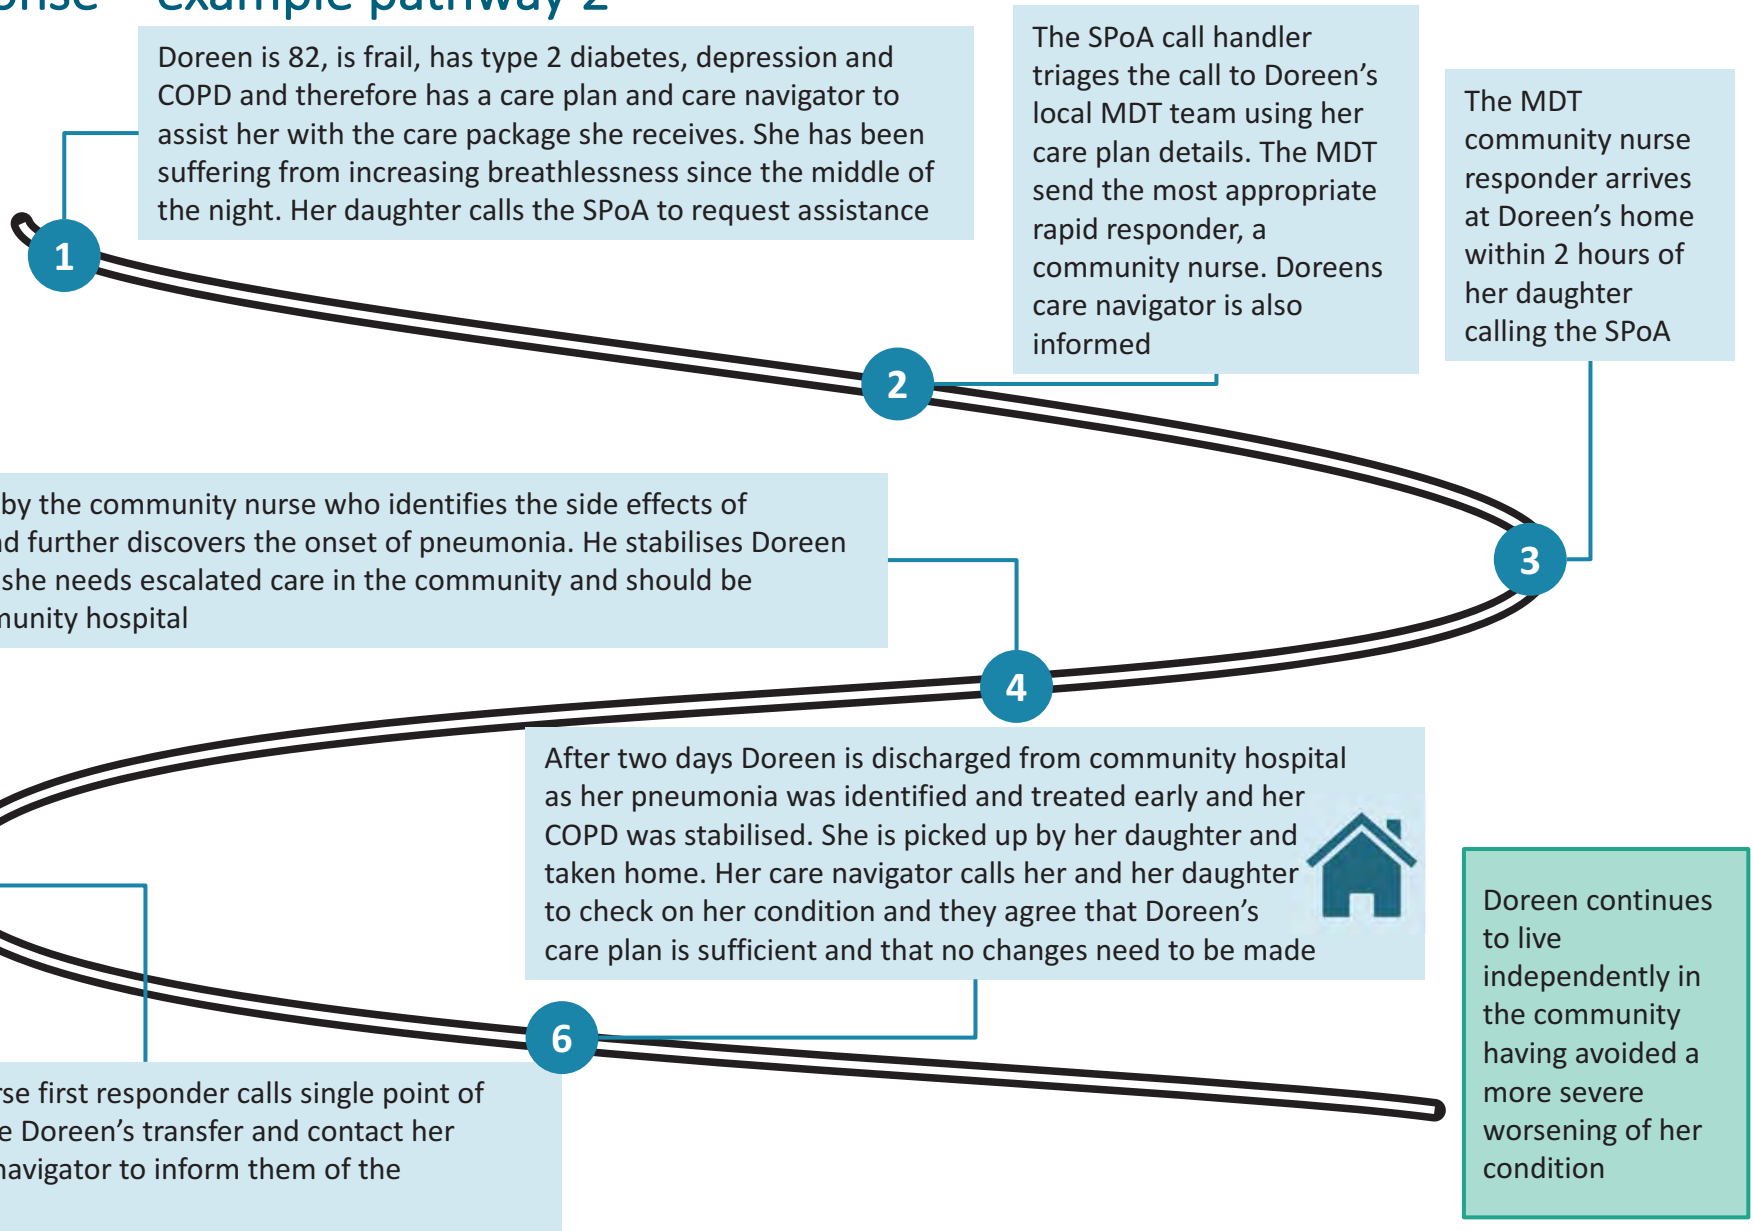 example pathway 2
Doreen is 82, is frail, has type 2 diabetes, depression and
COPD and therefore has a care plan and care navigator to
assist her with the care package she receives. She has been
suffering from increasing breathlessness since the middle of
the night. Her daughter calls the SPoA to request assistance
1
The SPoA call handler
triages the call to Doreen's
local MDT team using her
care plan details. The MDT
send the most appropriate
rapid responder, a
community nurse. Doreens
care navigator is also
informed
2
The MDT
community nurse
responder arrives
at Doreen's home
within 2 hours of
her daughter
calling the SPoA
3
by the community nurse who identifies the side effects of
further discovers the onset of pneumonia. He stabilises Doreen
she needs escalated care in the community and should be
hospital
4
first responder calls single point of
Doreen's transfer and contact her
navigator to inform them of the
After two days Doreen is discharged from community hospital
as her pneumonia was identified and treated early and her
COPD was stabilised. She is picked up by her daughter and
taken home. Her care navigator calls her and her daughter
to check on her condition and they agree that Doreen's
care plan is sufficient and that no changes need to be made
6
Doreen continues
to live
independently in
the community
having avoided a
more severe
worsening of her
condition